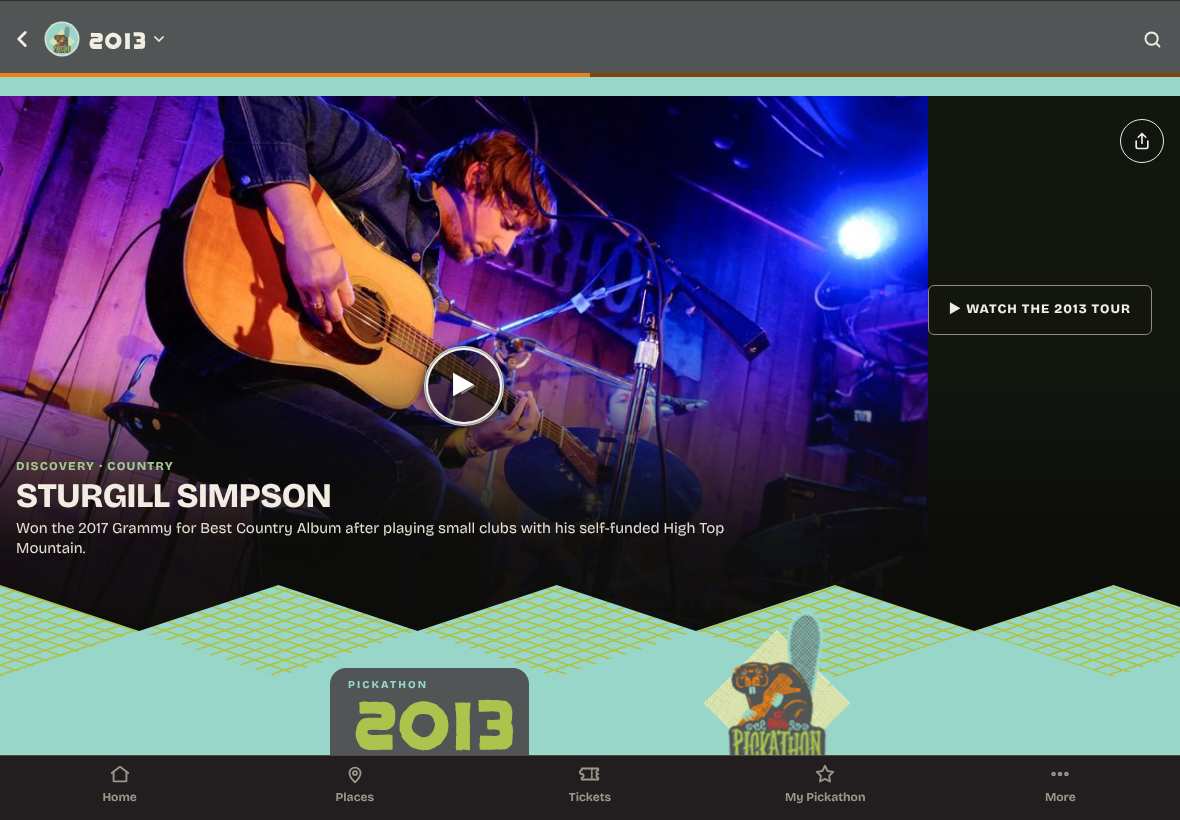 2013
WATCH THE 2013 TOUR
DISCOVERY · COUNTRY
STURGILL SIMPSON
Won the 2017 Grammy for Best Country Album after playing small clubs with his self-funded High Top
Mountain.
PICKATHON
2013
PICKATHON
Home
Places
Tickets
My Pickathon
More